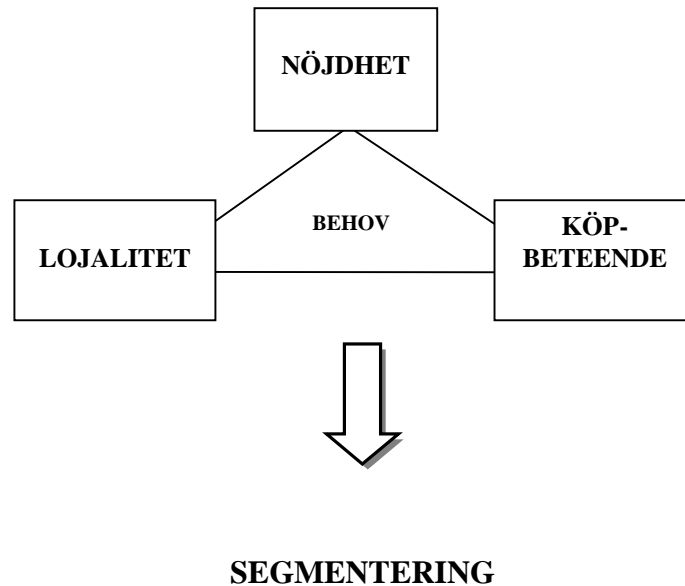 NÖJDHET
BEHOV
LOJALITET
KÖP-
BETEENDE
SEGMENTERING